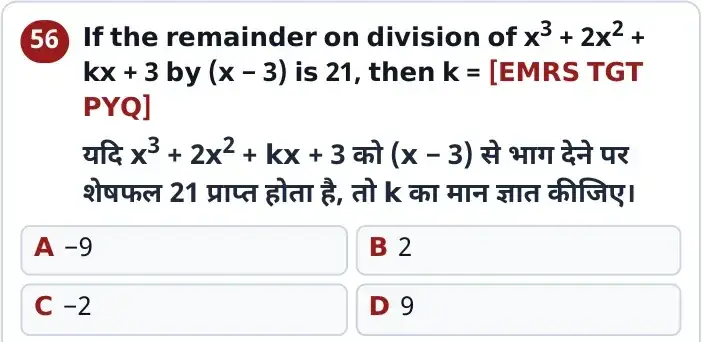 56 If the remainder on division of x³ + 2x² +
kx + 3 by (x − 3) is 21, then k = [EMRS TGT
PYQ]
यदि x³ + 2x² + kx + 3 को (x − 3) से भाग देने पर
शेषफल 21 प्राप्त होता है, तो k का मान ज्ञात कीजिए।
A −9
B 2
C −2
D 9